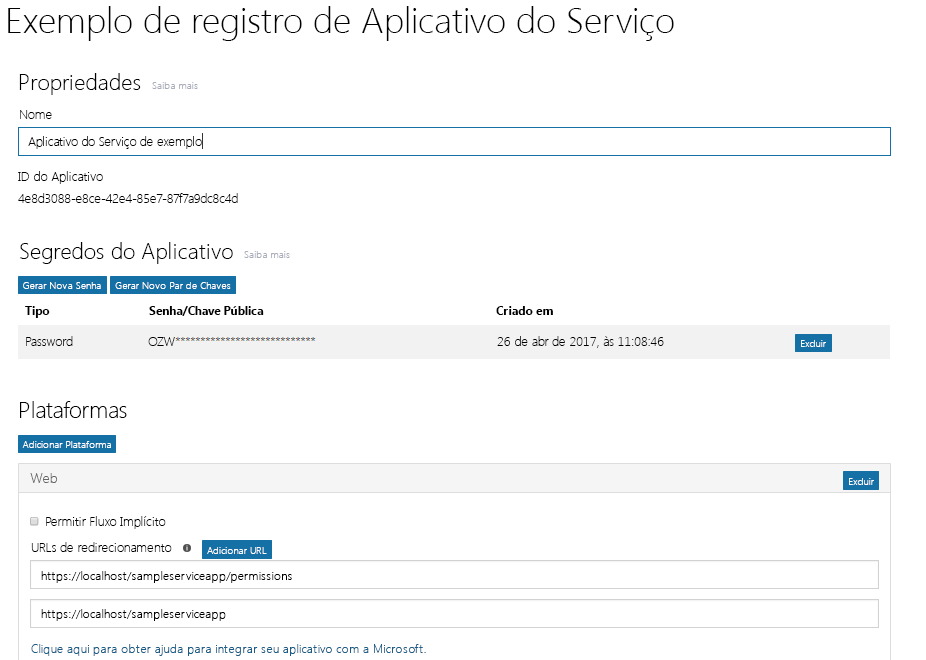 Exemplo de registro de Aplicativo do Serviço
Propriedades Saiba mais
Nome
Aplicativo do Serviço de exemplo
ID do Aplicativo
4e8d3088-e8ce-42e4-85e7-87f7a9dc8c4d
Segredos do Aplicativo Saiba mais
Gerar Nova Senha Gerar Novo Par de Chaves
Tipo Senha/Chave Pública Criado em
Password OZW**************************** 26 de abr de 2017, às 11:08:46 Excluir
Plataformas
Adicionar Plataforma
Web Excluir
Permitir Fluxo Implícito
URLs de redirecionamento Adicionar URL
https://localhost/sampleserviceapp/permissions
https://localhost/sampleserviceapp
Clique aqui para obter ajuda para integrar seu aplicativo com a Microsoft.